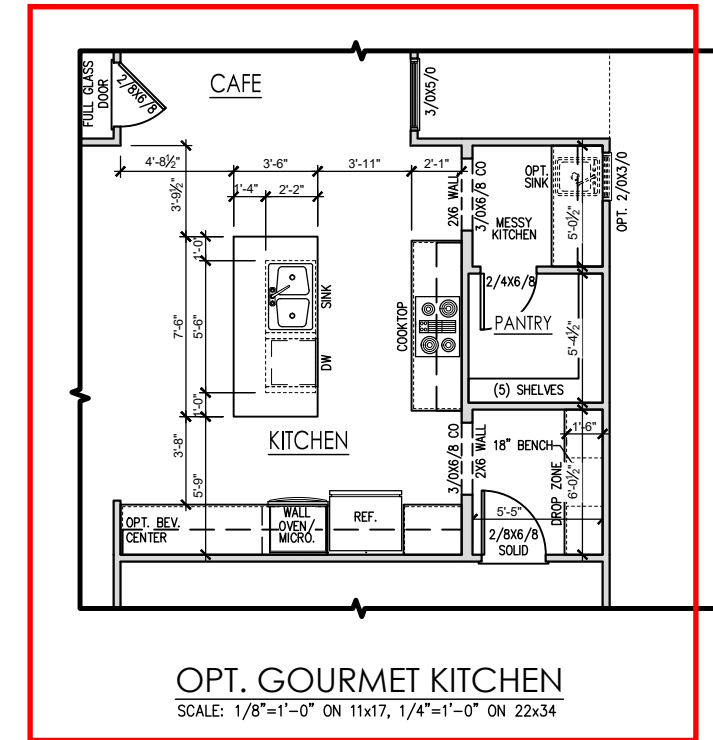 CAFE
FULL GLASS
DOOR
2/8X6/8
3/0X5/0
4'-8½"
3'-6"
3'-11"
2'-1"
1'-4"
2'-2"
3'-9½"
2X6 WALL
3/0X6/8 CO
OPT.
SINK
OPT. 2/0X3/0
MESSY
KITCHEN
5'-0½"
1'-0"
7'-6"
5'-6"
1'-0"
SINK
DW
COOKTOP
2/4X6/8
PANTRY
5'-4½"
(5) SHELVES
KITCHEN
3'-8"
5'-9"
3/0X6/8 CO
2X6 WALL
18" BENCH
1'-6"
DROP ZONE
6'-0½"
5'-5"
2/8X6/8
SOLID
OPT. BEV.
CENTER
WALL
OVEN/
MICRO.
REF.
OPT. GOURMET KITCHEN
SCALE: 1/8"=1'-0" ON 11x17, 1/4"=1'-0" ON 22x34